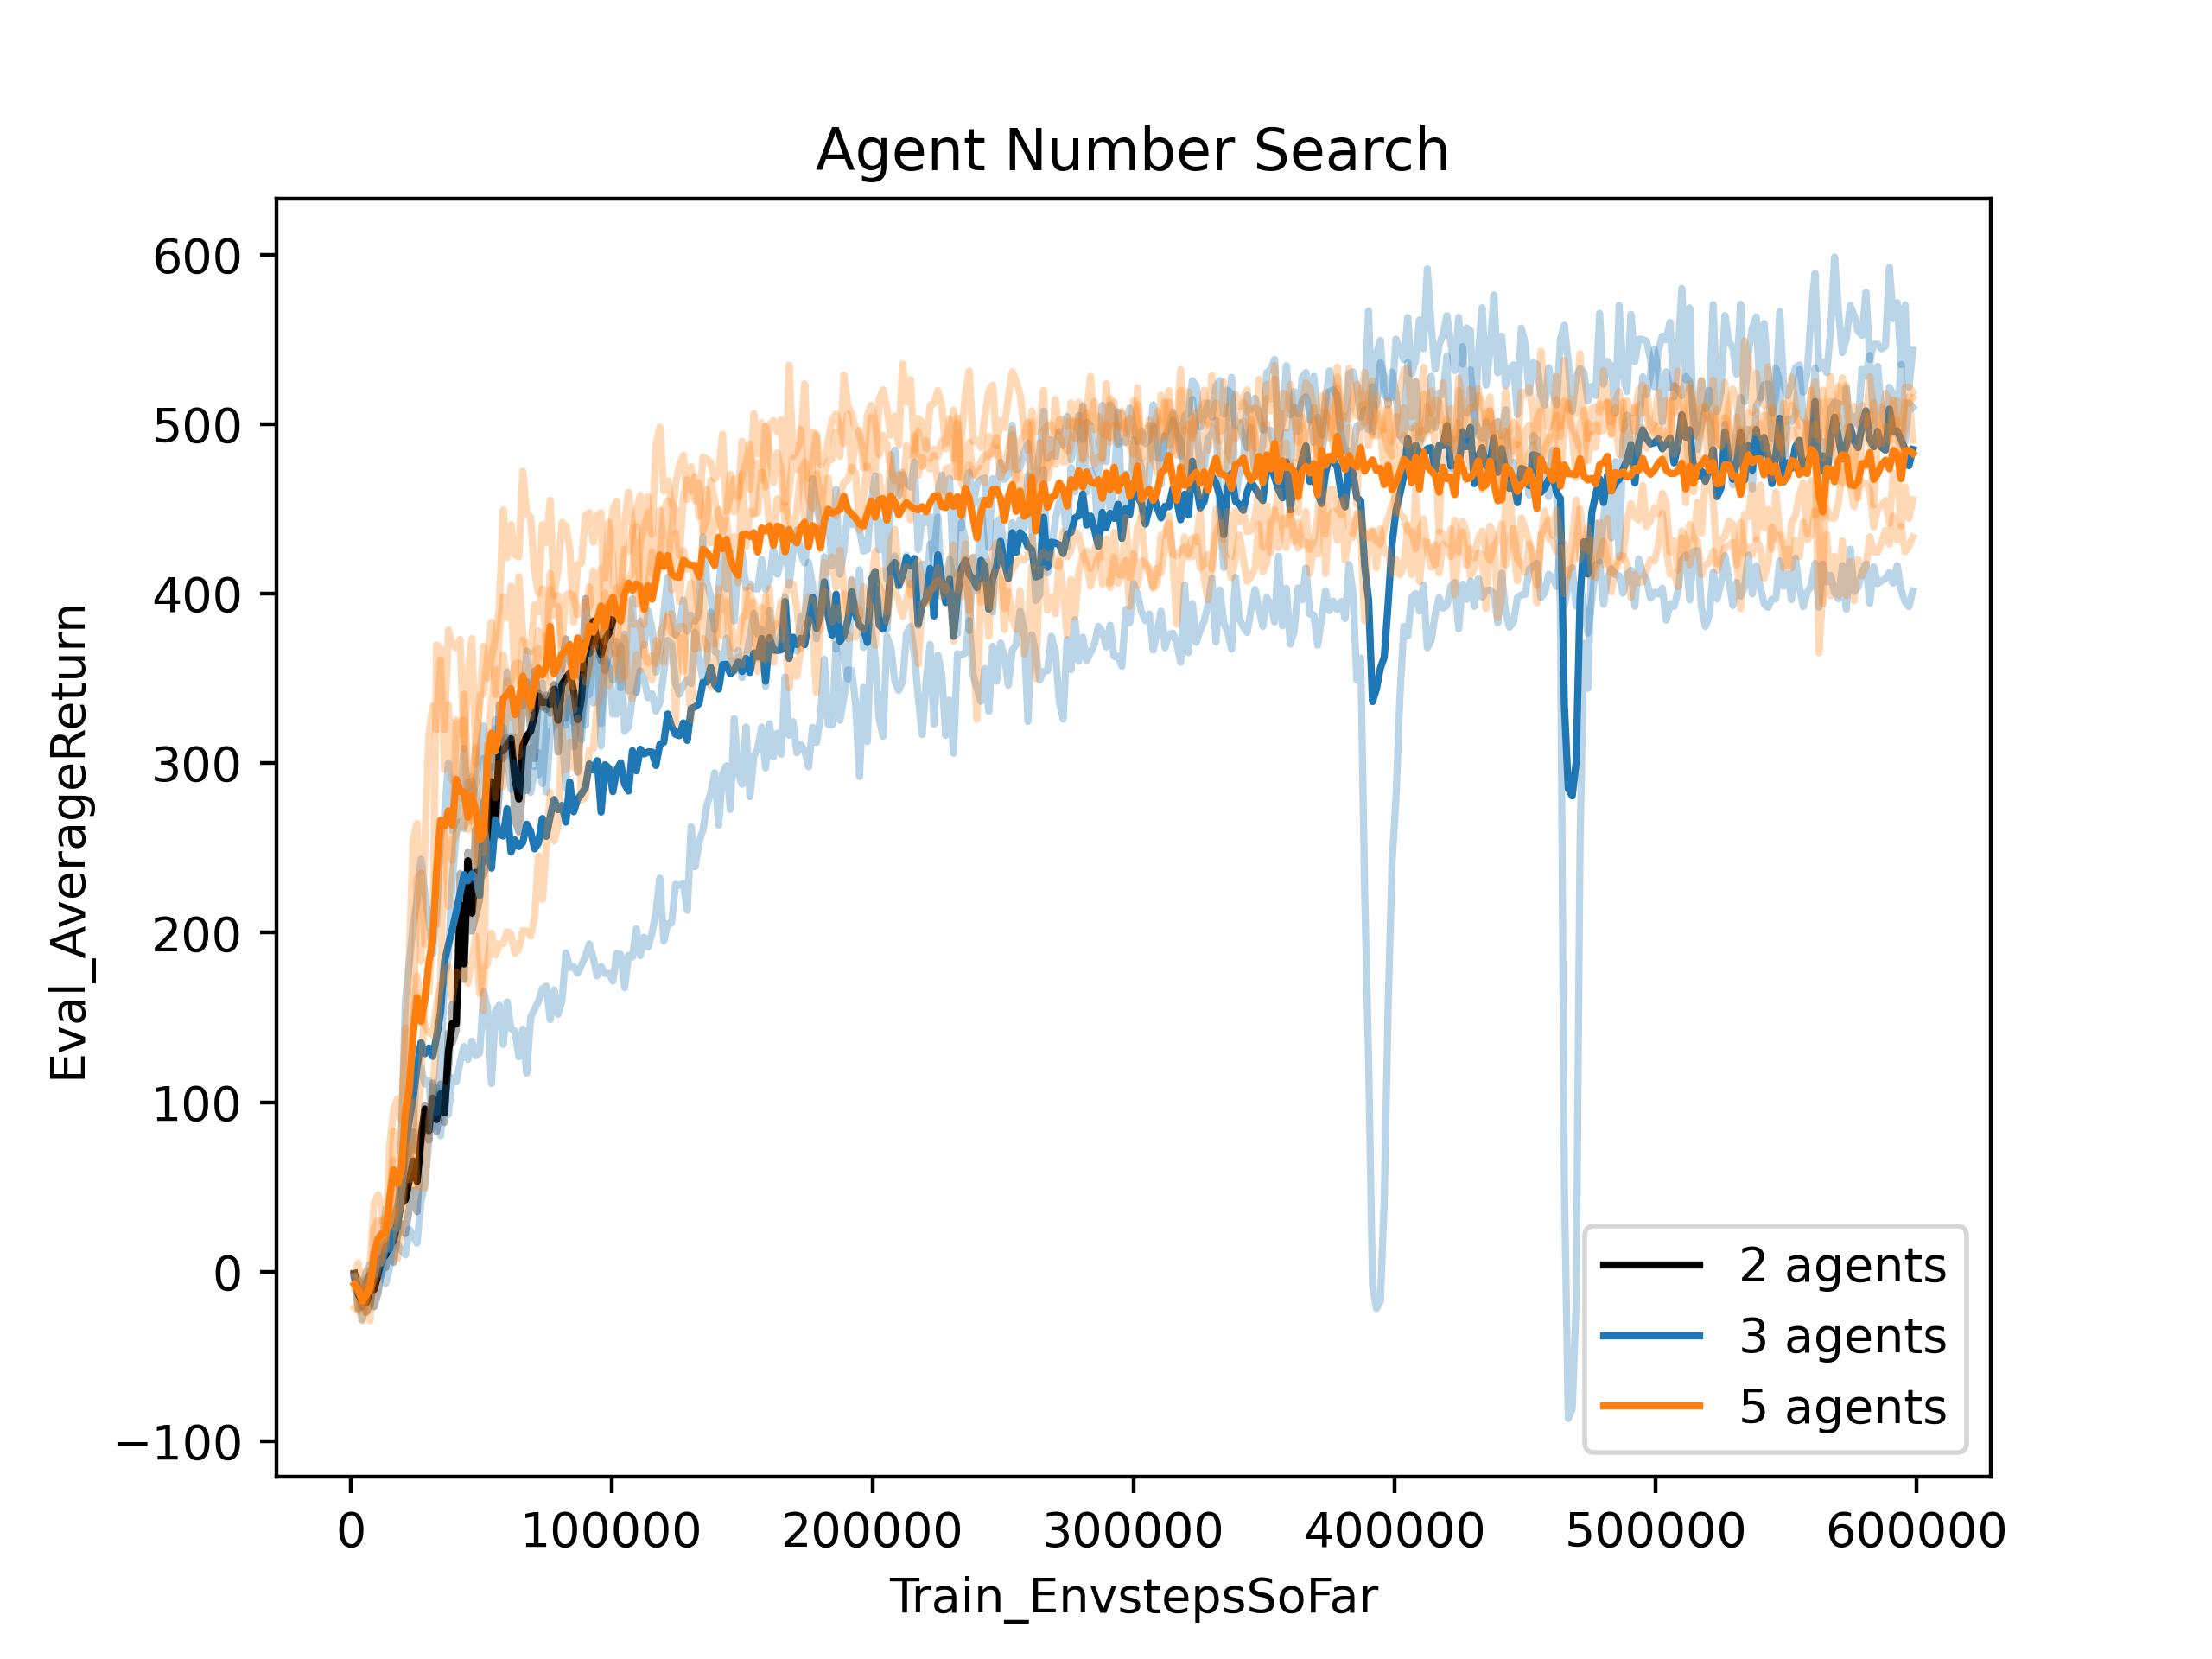 Agent Number Search
Eval_AverageReturn
600
500
400
300
200
100
0
−100
0 100000 200000 300000 400000 500000 600000
Train_EnvstepsSoFar
2 agents
3 agents
5 agents